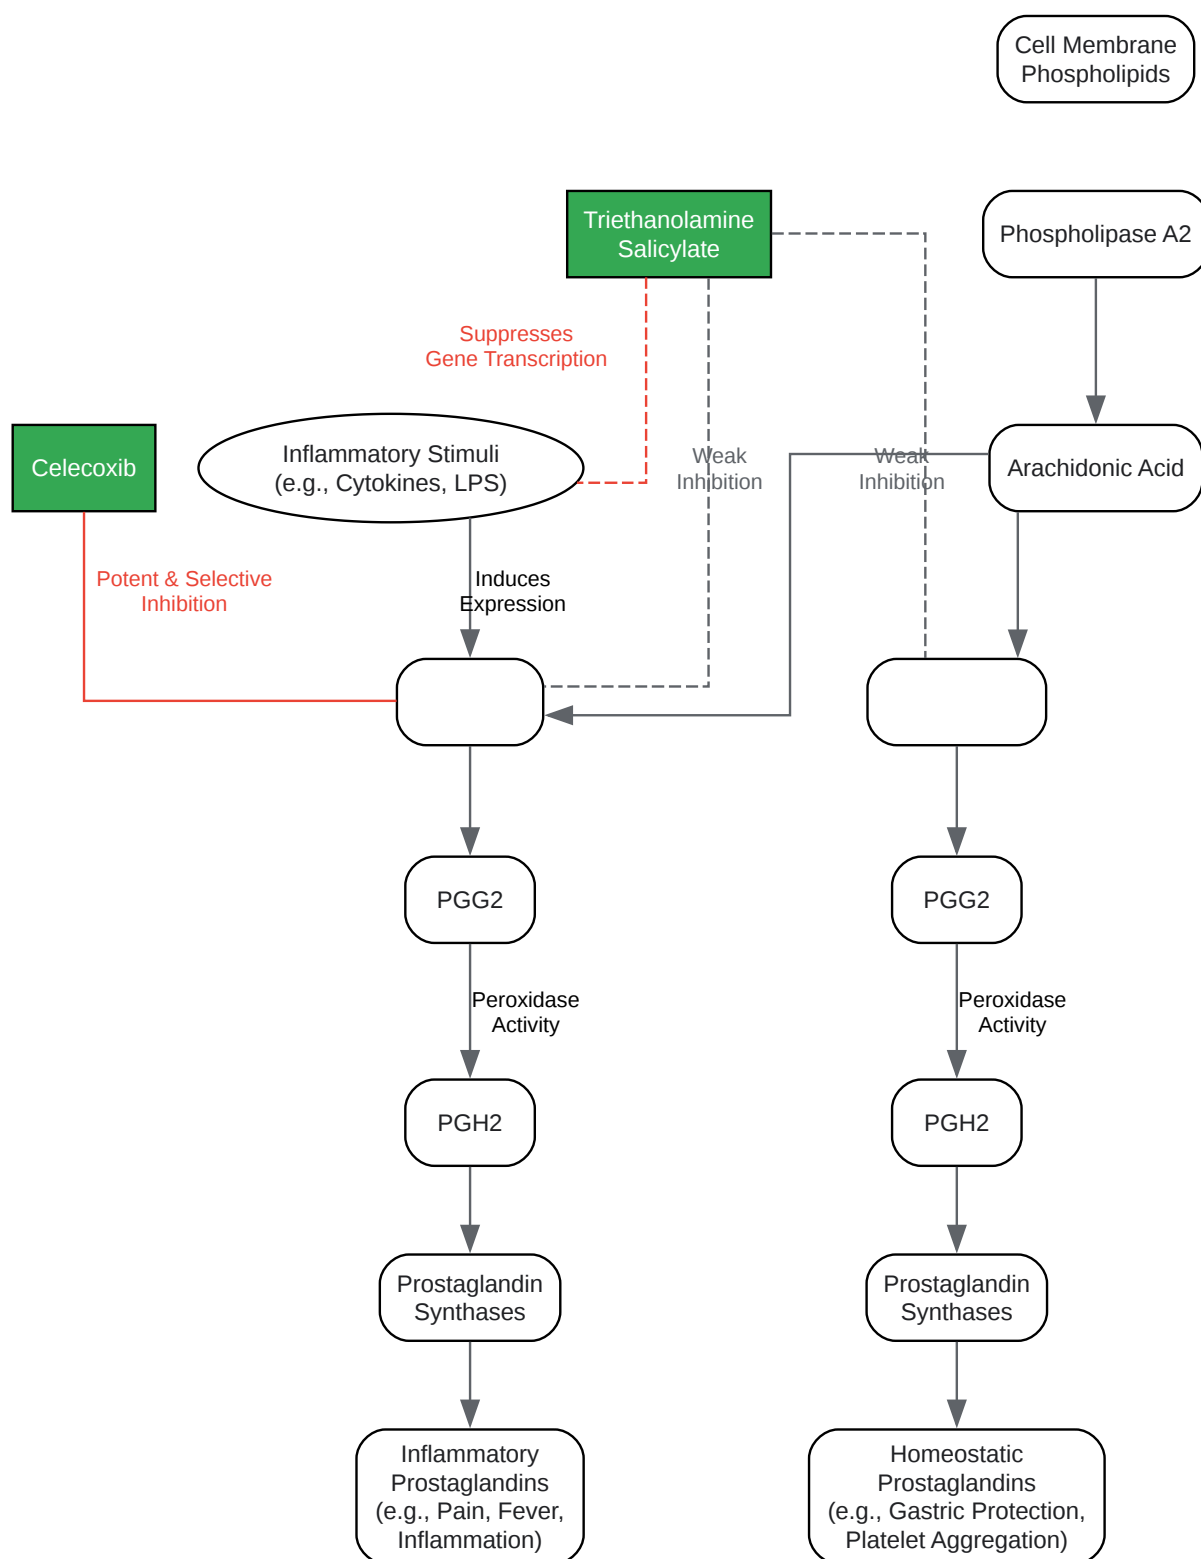 Cell Membrane
Phospholipids
Triethanolamine
Salicylate
Phospholipase A2
Suppresses
Gene Transcription
Celecoxib
Inflammatory Stimuli
(e.g., Cytokines, LPS)
Weak
Inhibition
Weak
Inhibition
Arachidonic Acid
Potent & Selective
Inhibition
Induces
Expression
PGG2
PGG2
Peroxidase
Activity
Peroxidase
Activity
PGH2
PGH2
Prostaglandin
Synthases
Prostaglandin
Synthases
Inflammatory
Prostaglandins
(e.g., Pain, Fever,
Inflammation)
Homeostatic
Prostaglandins
(e.g., Gastric Protection,
Platelet Aggregation)